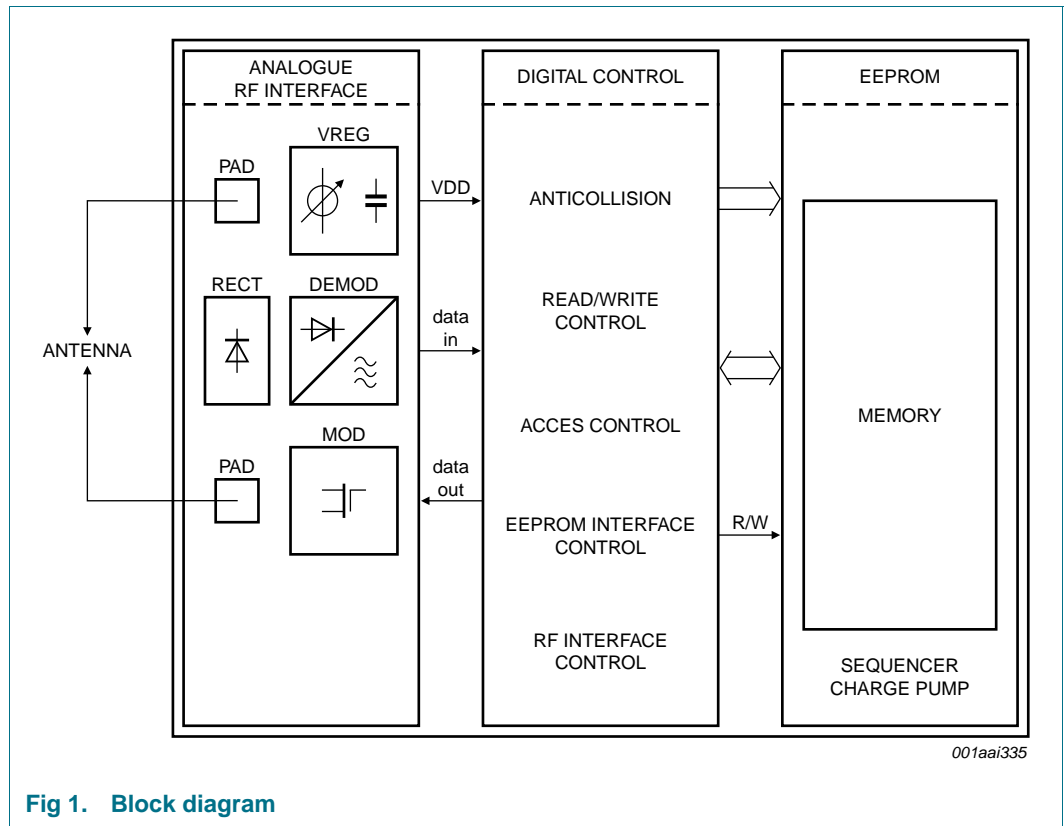 ANALOGUE
RF INTERFACE
VREG
PAD
RECT
DEMOD
MOD
PAD
ANTENNA
VDD
data
in
data
out
DIGITAL CONTROL
ANTICOLLISION
READ/WRITE
CONTROL
ACCES CONTROL
EEPROM INTERFACE
CONTROL
RF INTERFACE
CONTROL
R/W
EEPROM
MEMORY
SEQUENCER
CHARGE PUMP
001aai335
Fig 1. Block diagram